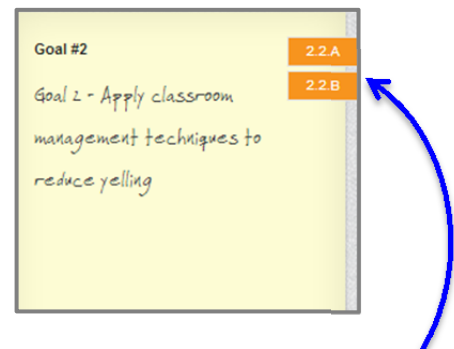 Goal #2
2.2.A
2.2.B
Goal 2 - Apply classroom
management techniques to
reduce yelling